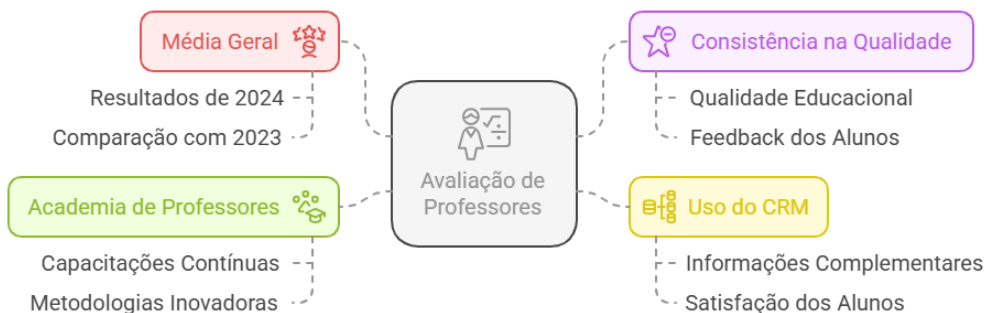 Média Geral
Resultados de 2024
Comparação com 2023
Academia de Professores
Capacitações Contínuas
Metodologias Inovadoras
Avaliação de
Professores
Consistência na Qualidade
Qualidade Educacional
Feedback dos Alunos
Uso do CRM
Informações Complementares
Satisfação dos Alunos